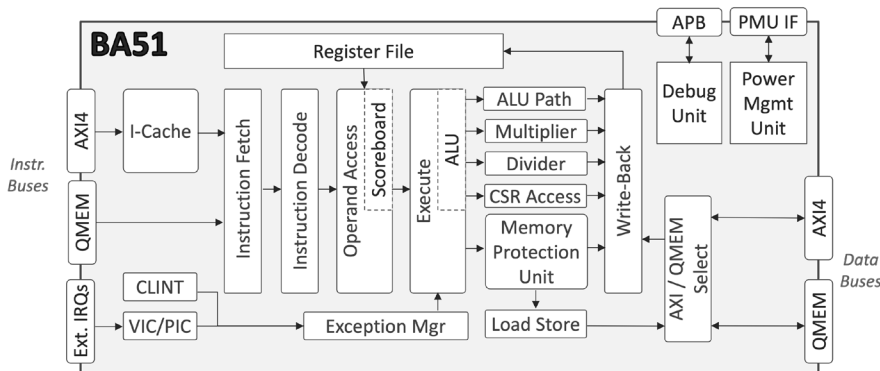 BA51
APB
PMU IF
Register File
Debug
Unit
Power
Mgmt
Unit
Instr.
Buses
AXI4
I-Cache
Instruction Fetch
Instruction Decode
Operand Access
Scoreboard
Execute
ALU
ALU Path
Multiplier
Divider
CSR Access
Memory
Protection
Unit
Write-Back
QMEM
AXI / QMEM
Select
AXI4
Data
Buses
QMEM
Ext. IRQs
CLINT
VIC/PIC
Exception Mgr
Load Store